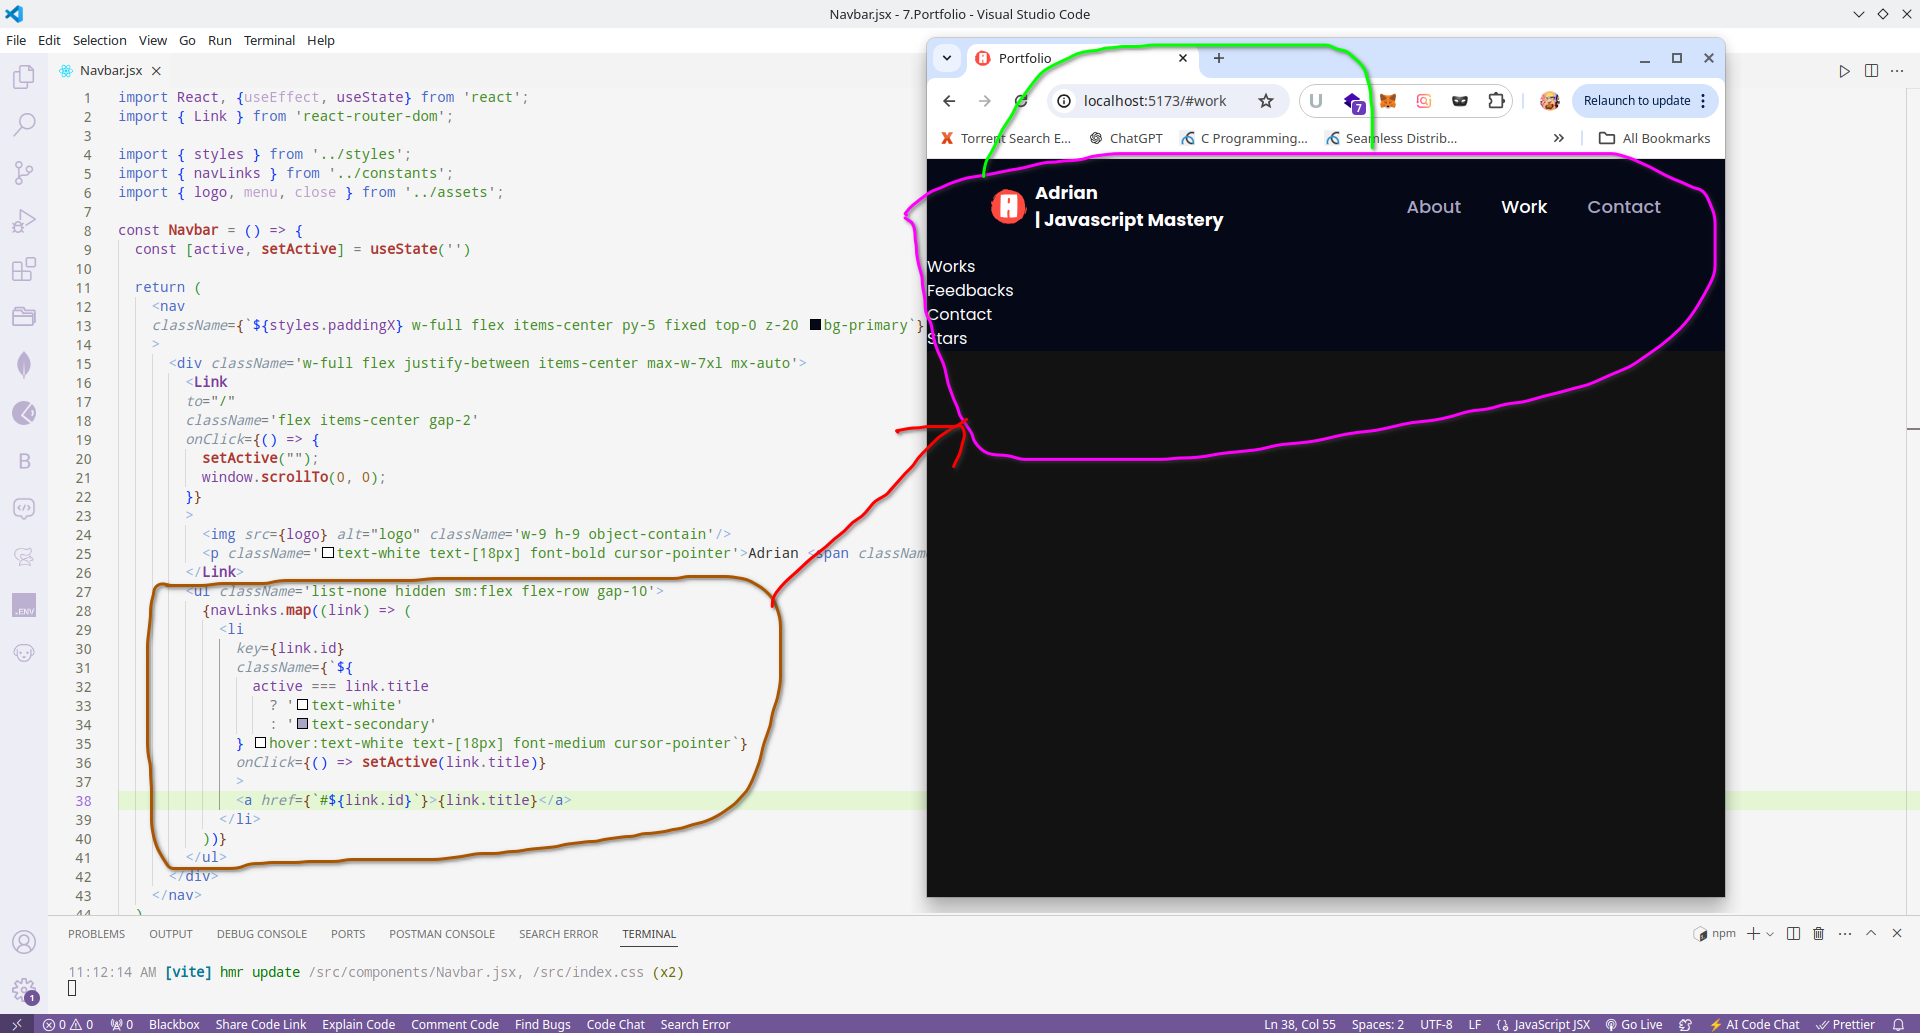 Navbar.jsx - 7.Portfolio - Visual Studio Code
File Edit Selection View Go Run Terminal Help
Navbar.jsx
1 import React, {useEffect, useState} from 'react';
2 import { Link } from 'react-router-dom';
3
4 import { styles } from '../styles';
5 import { navLinks } from '../constants';
6 import { logo, menu, close } from '../assets';
7
8 const Navbar = () => {
9 const [active, setActive] = useState('')
10
11 return (
12 <nav
13 className={`${styles.paddingX} w-full flex items-center py-5 fixed top-0 z-20 bg-primary`}
14 >
15 <div className='w-full flex justify-between items-center max-w-7xl mx-auto'>
16 <Link
17 to="/"
18 className='flex items-center gap-2'
19 onClick={() => {
20 setActive("");
21 window.scrollTo(0, 0);
22 }}
23 >
24 <img src={logo} alt="logo" className='w-9 h-9 object-contain'/>
25 <p className='text-white text-[18px] font-bold cursor-pointer'>Adrian <span classNam
26 </Link>
27 <ul className='list-none hidden sm:flex flex-row gap-10'>
28 {navLinks.map((link) => (
29 <li
30 key={link.id}
31 className={`${
32 active === link.title
33 ? 'text-white'
34 : 'text-secondary'
35 } hover:text-white text-[18px] font-medium cursor-pointer`}
36 onClick={() => setActive(link.title)}
37 >
38 <a href={`#${link.id}`}>{link.title}</a>
39 </li>
40 ))}
41 </ul>
42 </div>
43 </nav>
44 )
Portfolio
localhost:5173/#work
U
7
Relaunch to update
Torrent Search E... ChatGPT C Programming... Seamless Distrib... » All Bookmarks
Adrian
| Javascript Mastery
About Work Contact
Works
Feedbacks
Contact
Stars
B
.ENV
1
PROBLEMS OUTPUT DEBUG CONSOLE PORTS POSTMAN CONSOLE SEARCH ERROR TERMINAL
npm
11:12:14 AM [vite] hmr update /src/components/Navbar.jsx, /src/index.css (x2)
0 0 0 Blackbox Share Code Link Explain Code Comment Code Find Bugs Code Chat Search Error
Ln 38, Col 55 Spaces: 2 UTF-8 LF {} JavaScript JSX Go Live AI Code Chat Prettier